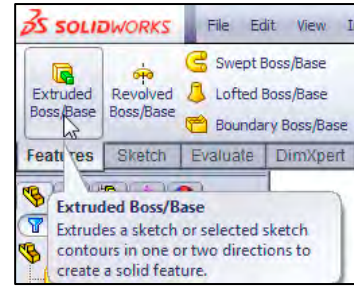 SOLIDWORKS File Edit View
Extruded Boss/Base
Revolved Boss/Base
Swept Boss/Base
Lofted Boss/Base
Boundary Boss/Base
Features Sketch Evaluate DimXpert
Extruded Boss/Base
Extrudes a sketch or selected sketch
contours in one or two directions to
create a solid feature.